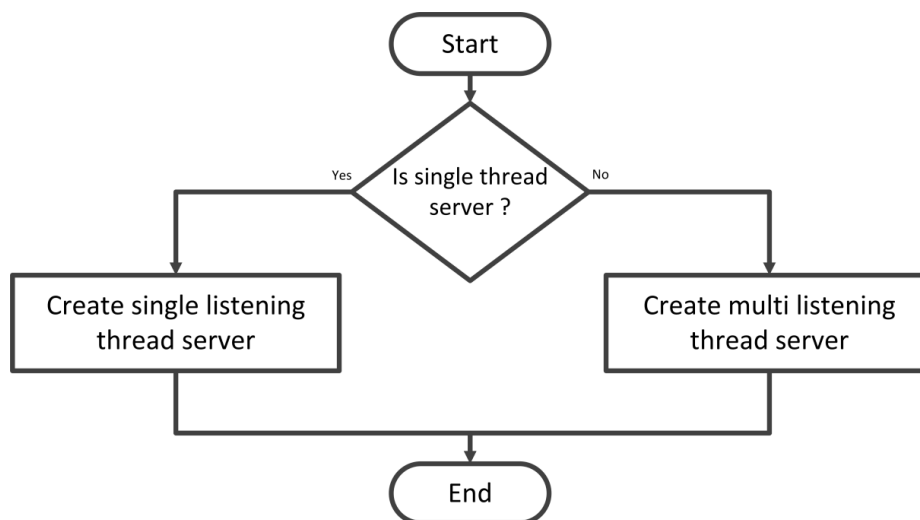 Start
Is single thread
server ?
Yes
No
Create single listening
thread server
Create multi listening
thread server
End